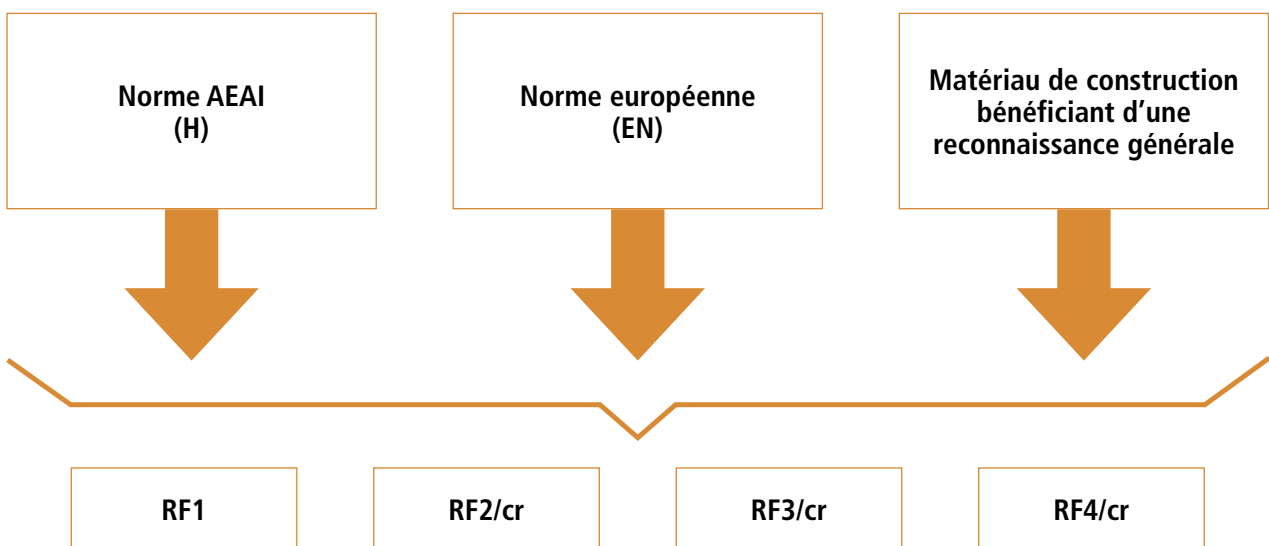 Norme AEAI
(H)
Norme européenne
(EN)
Matériau de construction
bénéficiant d’une
reconnaissance générale
RF1
RF2/cr
RF3/cr
RF4/cr